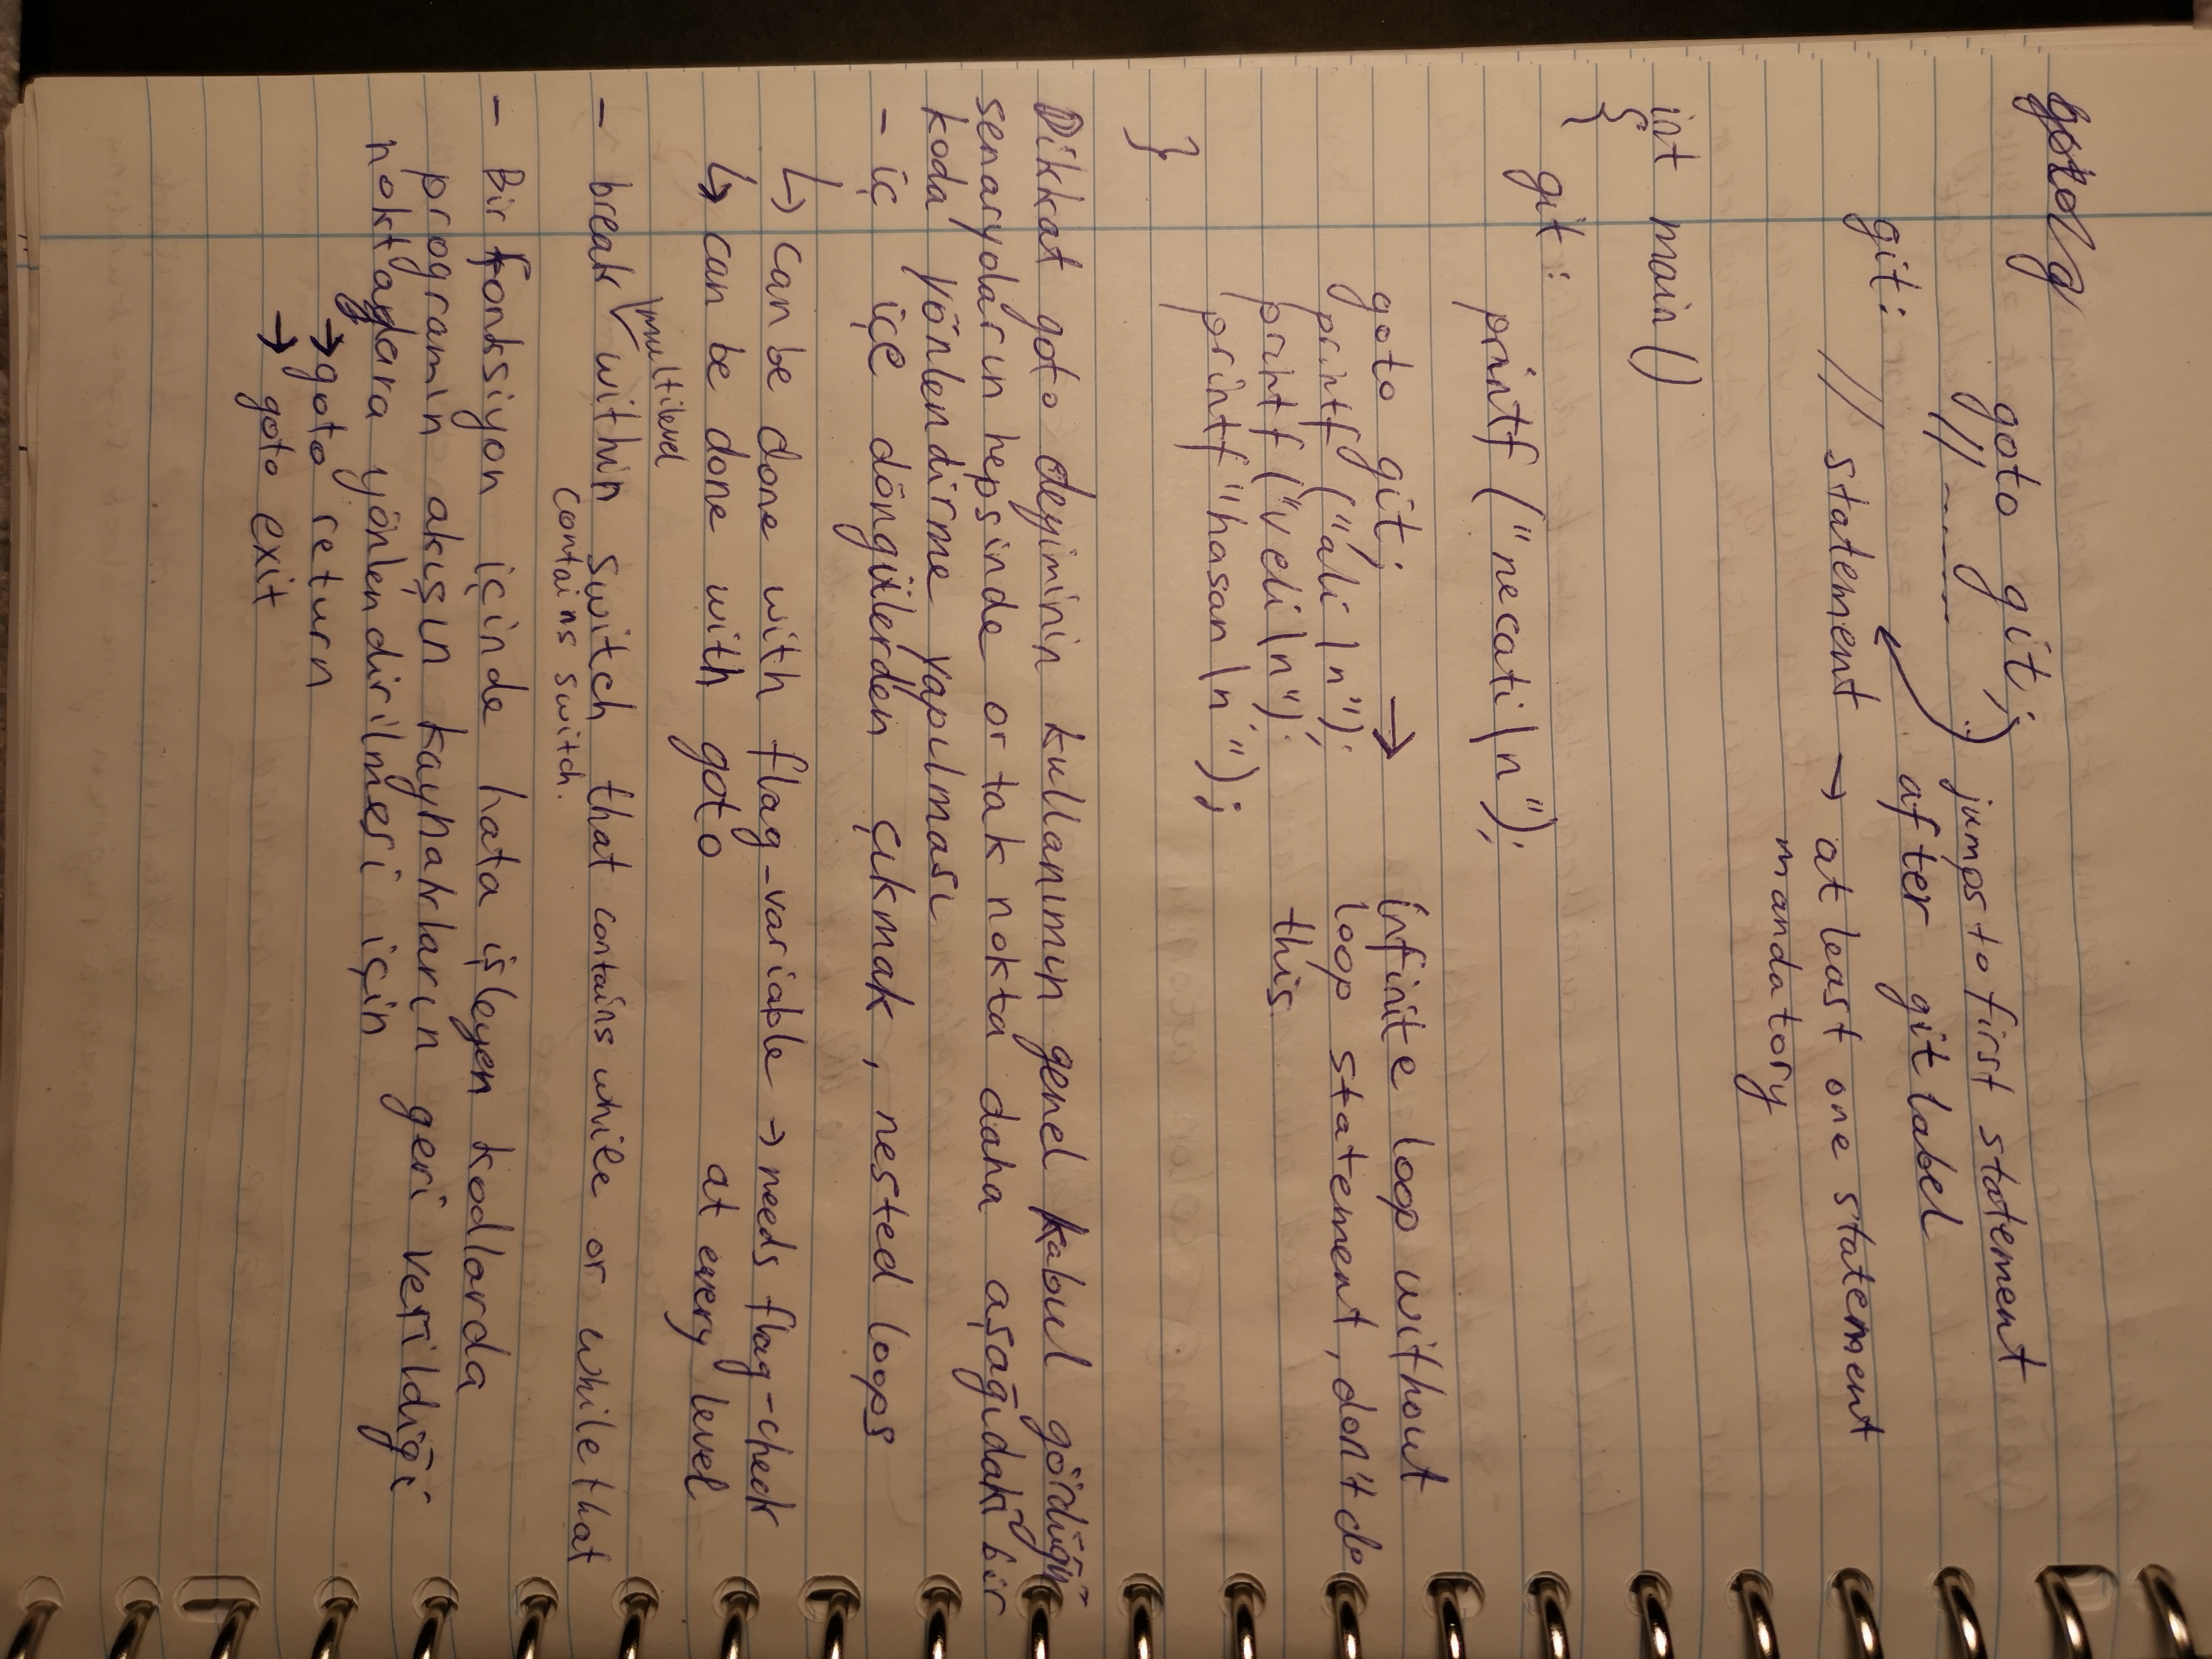 goto git;
// -------
jumps to first statement
after git label
git:
// statement → at least one statement
mandatory
int main()
{
git:
printf ("necati\n");
goto git; → infinite loop without
printf ("ali\n"); loop statement, don't do
printf ("veli\n"); this.
printf "hasan\n");
}
Dikkat goto deyiminin kullanımın genel kabul gördüğü
senaryoların hepsinde ortak nokta daha aşağıdaki bir
koda yönlendirme yapılması
- iç içe döngülerden çıkmak, nested loops
↳ can be done with flag-variable → needs flag-check
↳ can be done with goto at every level
multilevel
- break within switch that contains while or while that
contains switch.
- Bir fonksiyon içinde hata işleyen kodlarda
programın akışın kaynakların geri verildiği
noktaglara yönlendirilmesi için
→ goto return
→ goto exit